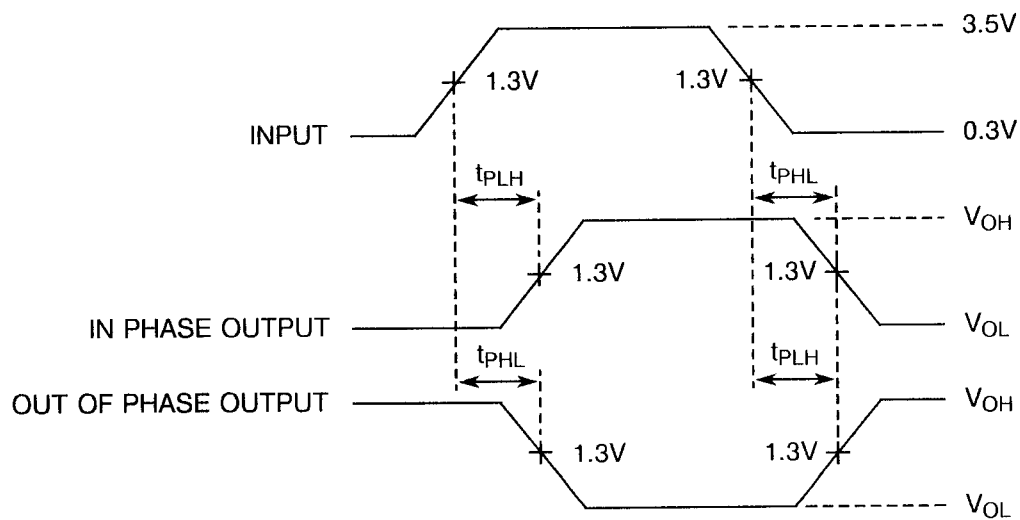 3.5V
1.3V 1.3V
INPUT 0.3V
tPLH tPHL
VOH
1.3V 1.3V
IN PHASE OUTPUT VOL
tPHL tPLH
OUT OF PHASE OUTPUT VOH
1.3V 1.3V
VOL